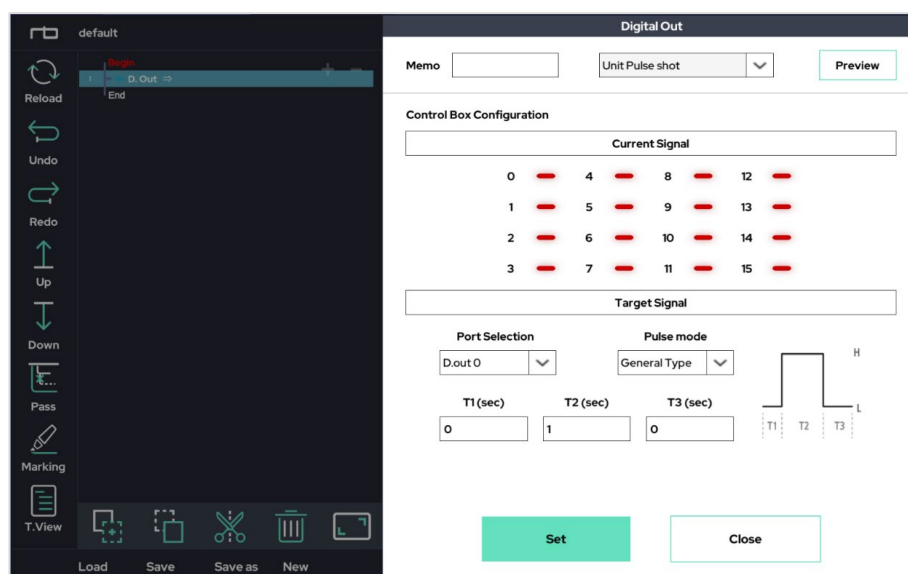 rb default
Digital Out
Begin
+ −
1 D. Out ⇒
End
Reload
Undo
Redo
Up
Down
Pass
Marking
T.View
Load Save Save as New
Memo Unit Pulse shot Preview
Control Box Configuration
Current Signal
0 4 8 12
1 5 9 13
2 6 10 14
3 7 11 15
Target Signal
Port Selection Pulse mode
D.out 0 General Type
T1 (sec) T2 (sec) T3 (sec)
0 1 0
H
L
T1 T2 T3
Set Close